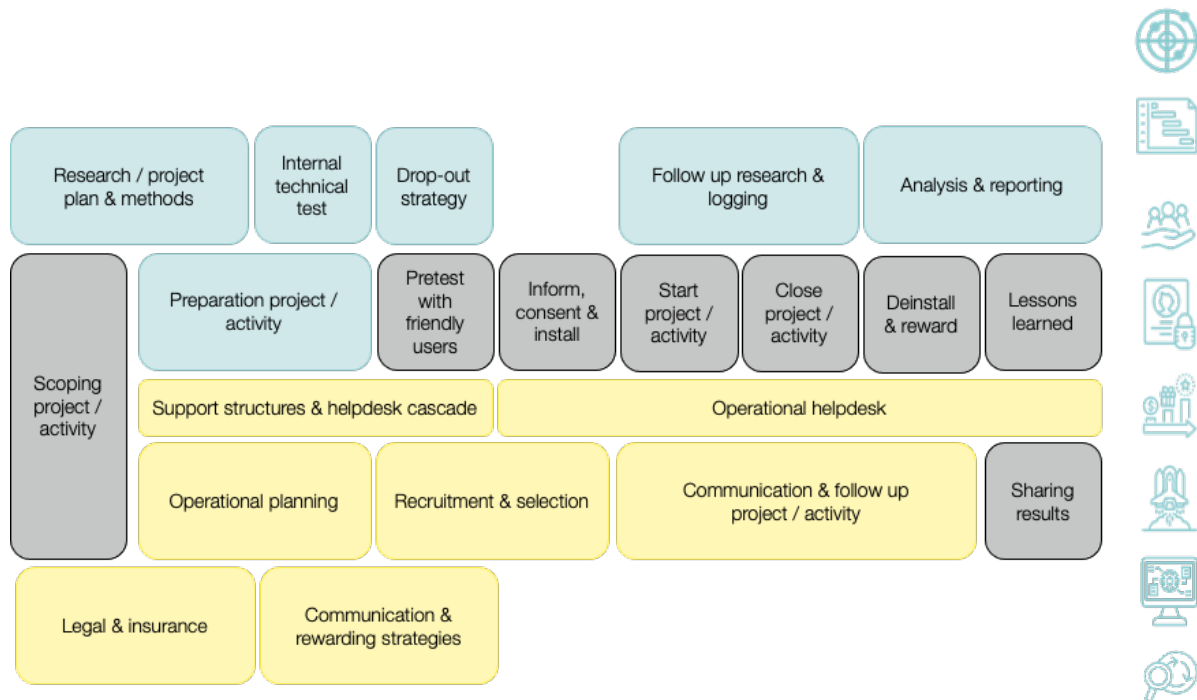 Research / project
plan & methods
Internal
technical
test
Drop-out
strategy
Follow up research &
logging
Analysis & reporting
Scoping
project /
activity
Preparation project /
activity
Pretest
with
friendly
users
Inform,
consent &
install
Start
project /
activity
Close
project /
activity
Deinstall
& reward
Lessons
learned
Support structures & helpdesk cascade
Operational helpdesk
Operational planning
Recruitment & selection
Communication & follow up
project / activity
Sharing
results
Legal & insurance
Communication &
rewarding strategies